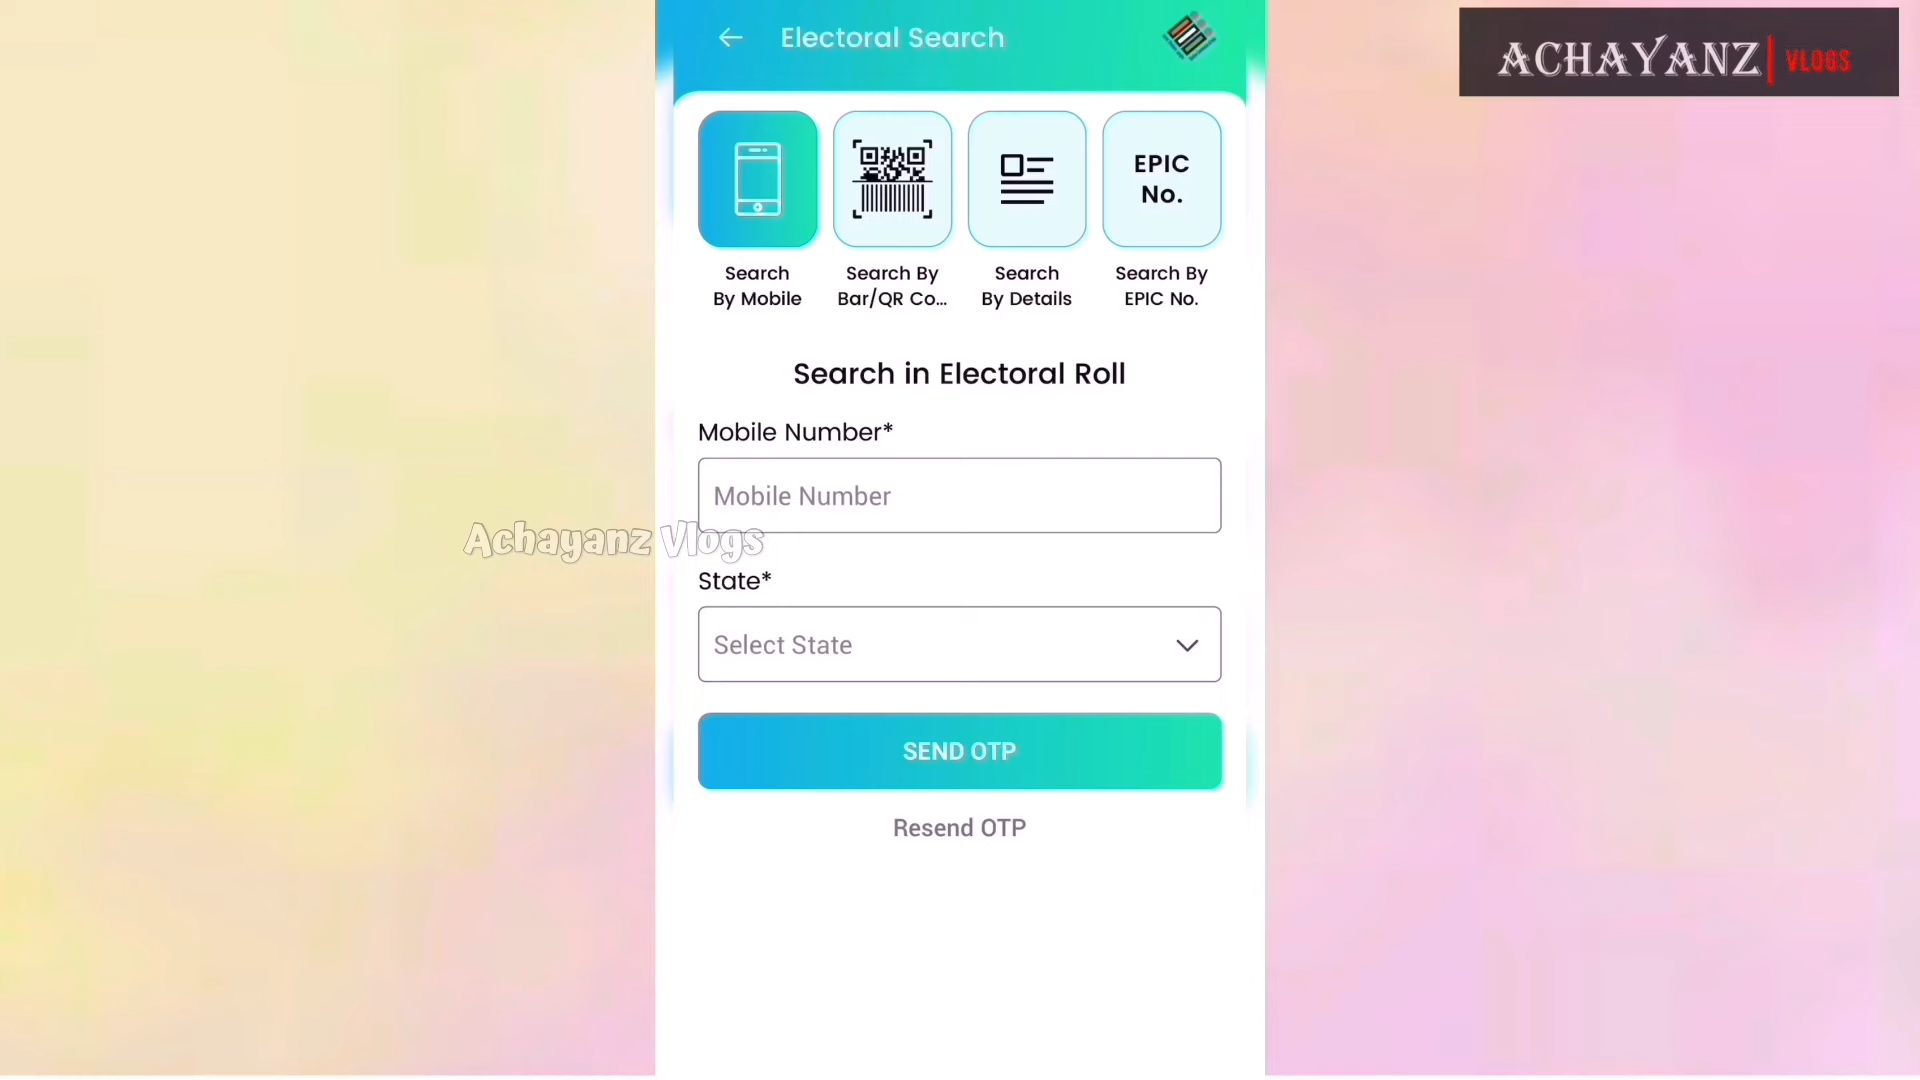 Electoral Search
ACHAYANZ VLOGS
EPIC
No.
Search
By Mobile
Search By
Bar/QR Co...
Search
By Details
Search By
EPIC No.
Search in Electoral Roll
Mobile Number*
Mobile Number
Achayanz Vlogs
State*
Select State
SEND OTP
Resend OTP